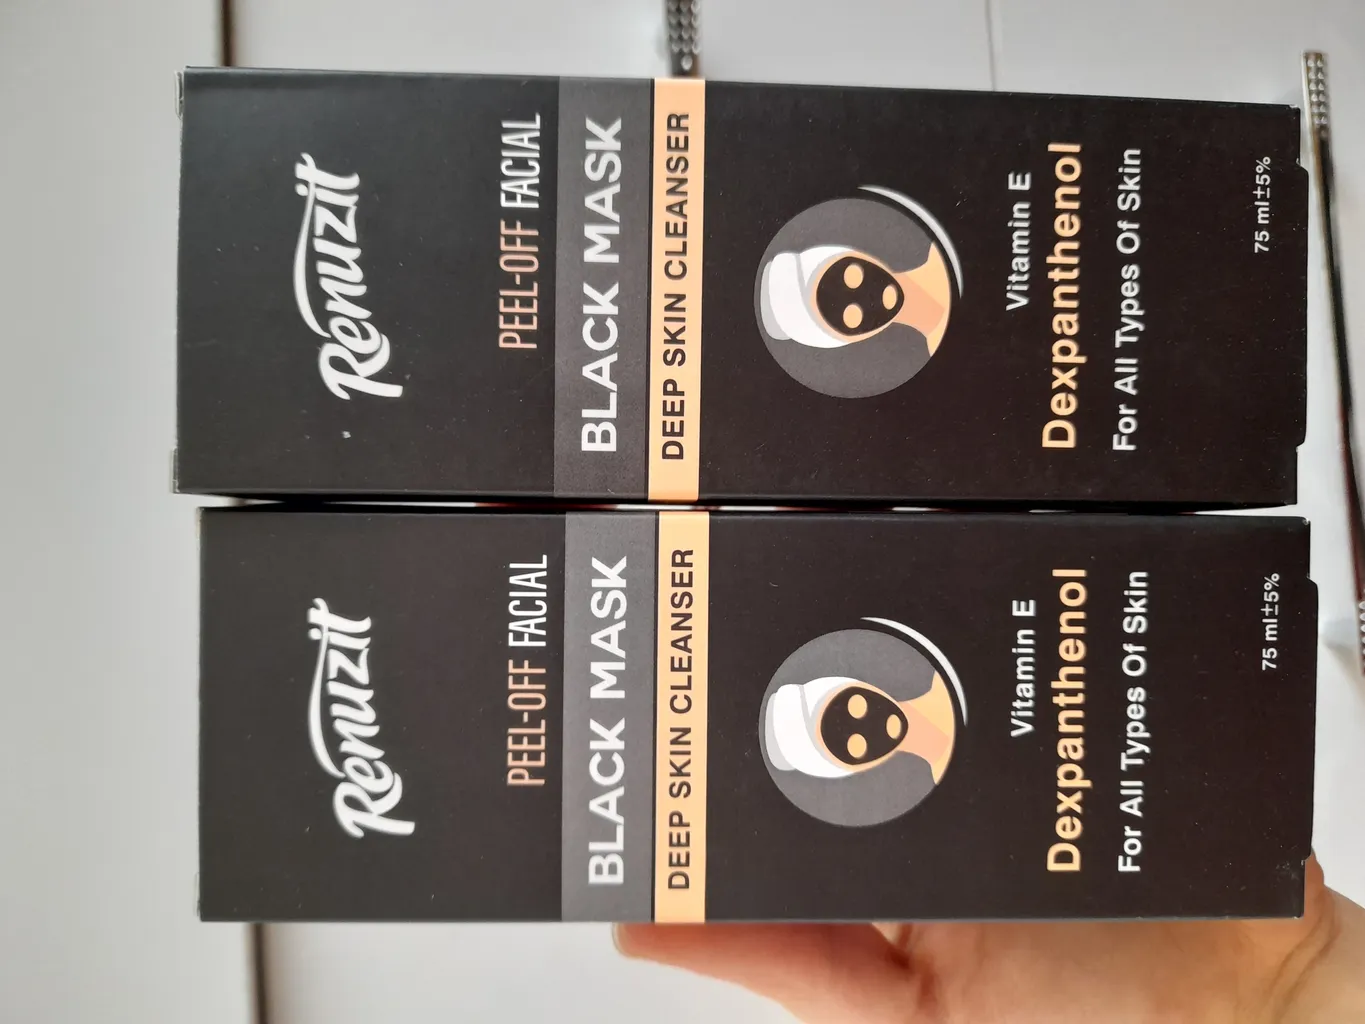 Renuzit
PEEL-OFF FACIAL
BLACK MASK
DEEP SKIN CLEANSER
Vitamin E
Dexpanthenol
For All Types Of Skin
75 ml±5%
Renuzit
PEEL-OFF FACIAL
BLACK MASK
DEEP SKIN CLEANSER
Vitamin E
Dexpanthenol
For All Types Of Skin
75 ml±5%